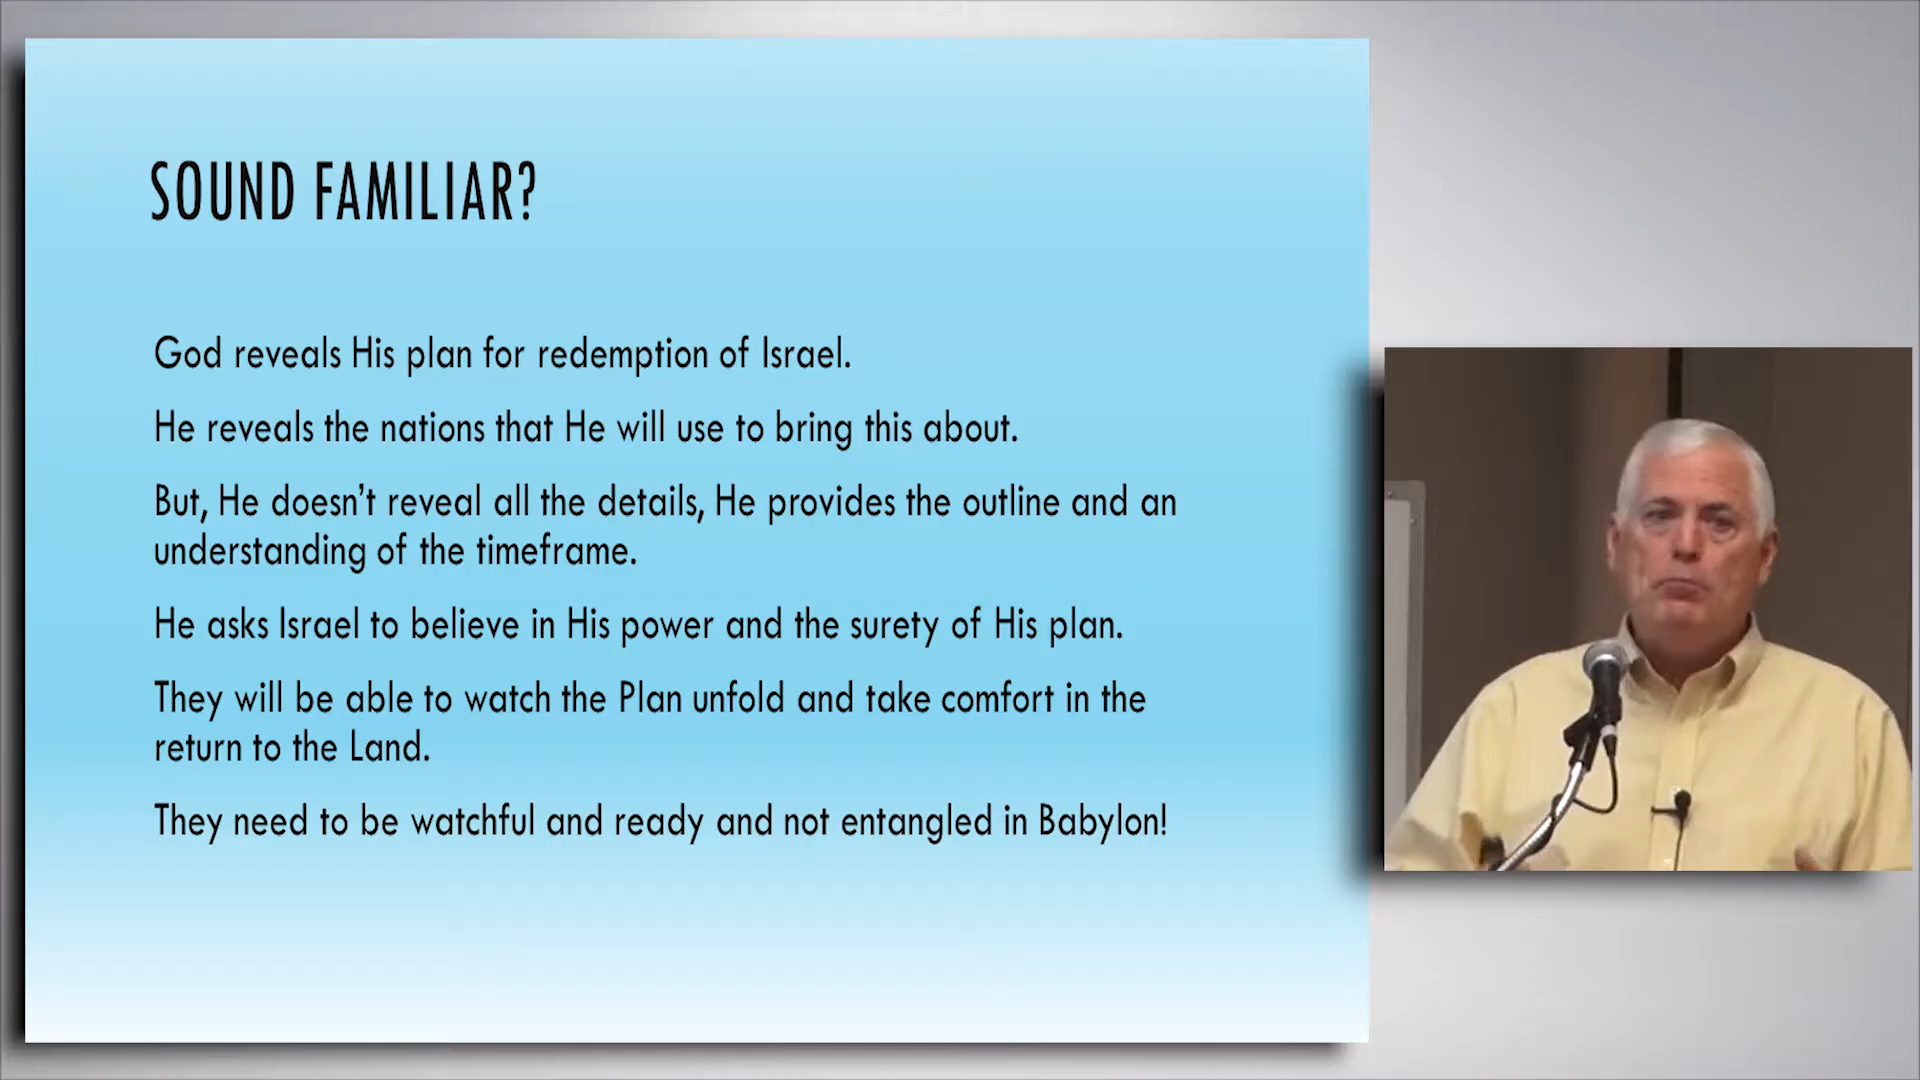 SOUND FAMILIAR?
God reveals His plan for redemption of Israel.
He reveals the nations that He will use to bring this about.
But, He doesn't reveal all the details, He provides the outline and an
understanding of the timeframe.
He asks Israel to believe in His power and the surety of His plan.
They will be able to watch the Plan unfold and take comfort in the
return to the Land.
They need to be watchful and ready and not entangled in Babylon!